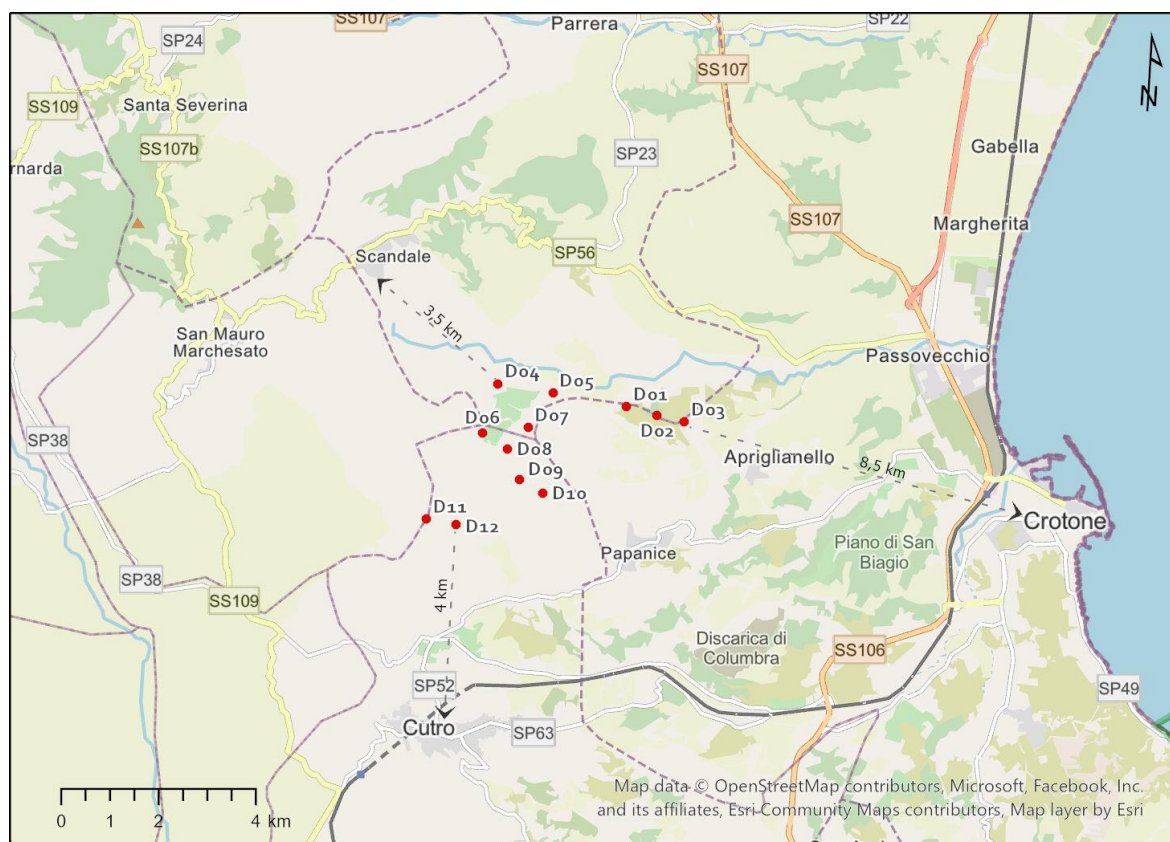 SS107
Parrera
SP22
SP24
SS107
SS109
Santa Severina
SS107b
SP23
Gabella
rnarda
SS107
Margherita
Scandale
SP56
3,5 km
San Mauro
Marchesato
Passovecchio
D04
D05
D01
D03
D06
D07
D02
D08
SP38
Apriglianello
8,5 km
D09
D10
D11
D12
Crotone
Papanice
Piano di San
Biagio
SP38
SS109
4 km
Discarica di
Columbra
SS106
SP52
SP49
Cutro
SP63
Map data © OpenStreetMap contributors, Microsoft, Facebook, Inc.
and its affiliates, Esri Community Maps contributors, Map layer by Esri
0 2 4 km
N